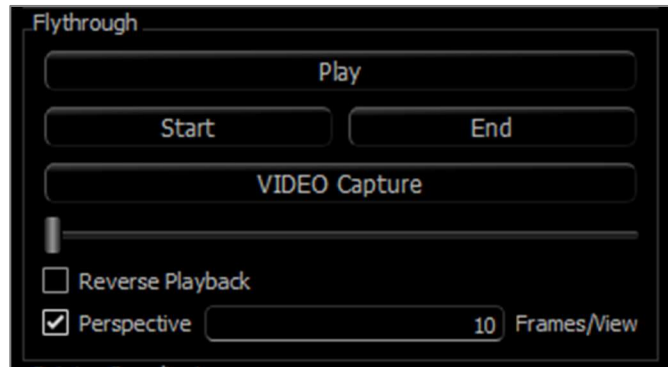 Flythrough
Play
Start End
VIDEO Capture
Reverse Playback
Perspective 10 Frames/View